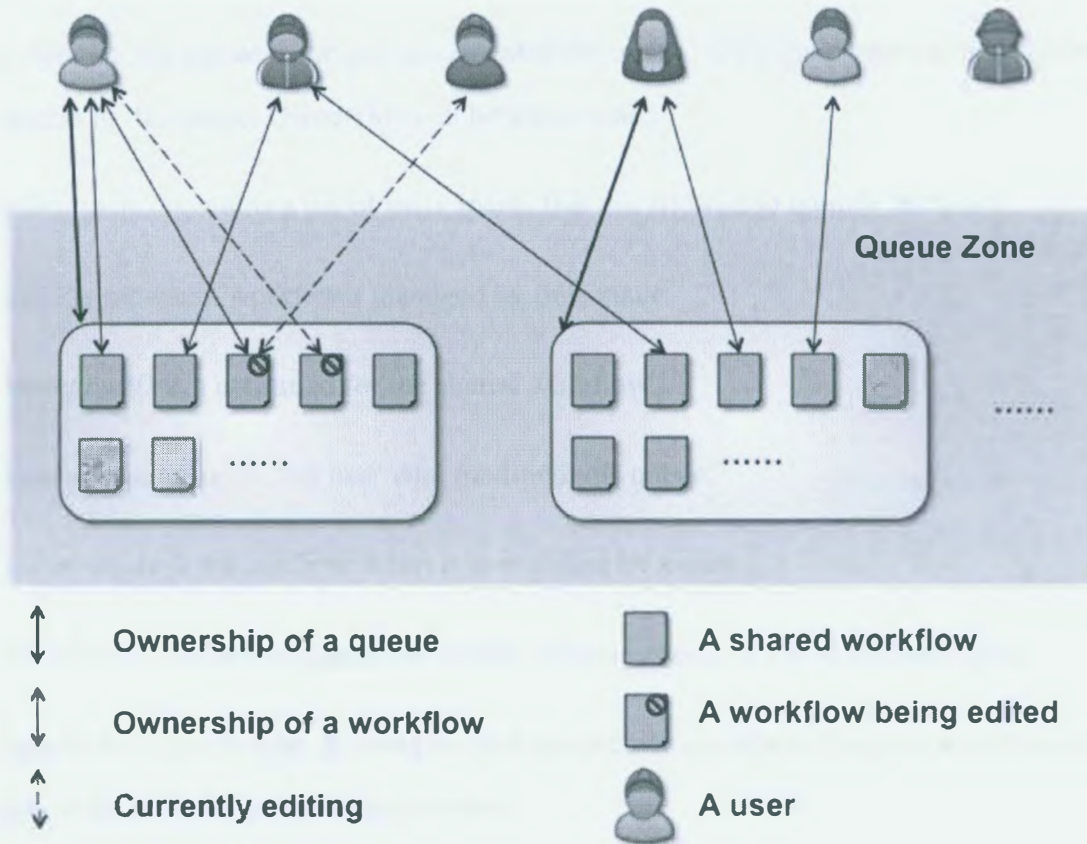 Queue Zone
......
......
......
Ownership of a queue
A shared workflow
Ownership of a workflow
A workflow being edited
Currently editing
A user